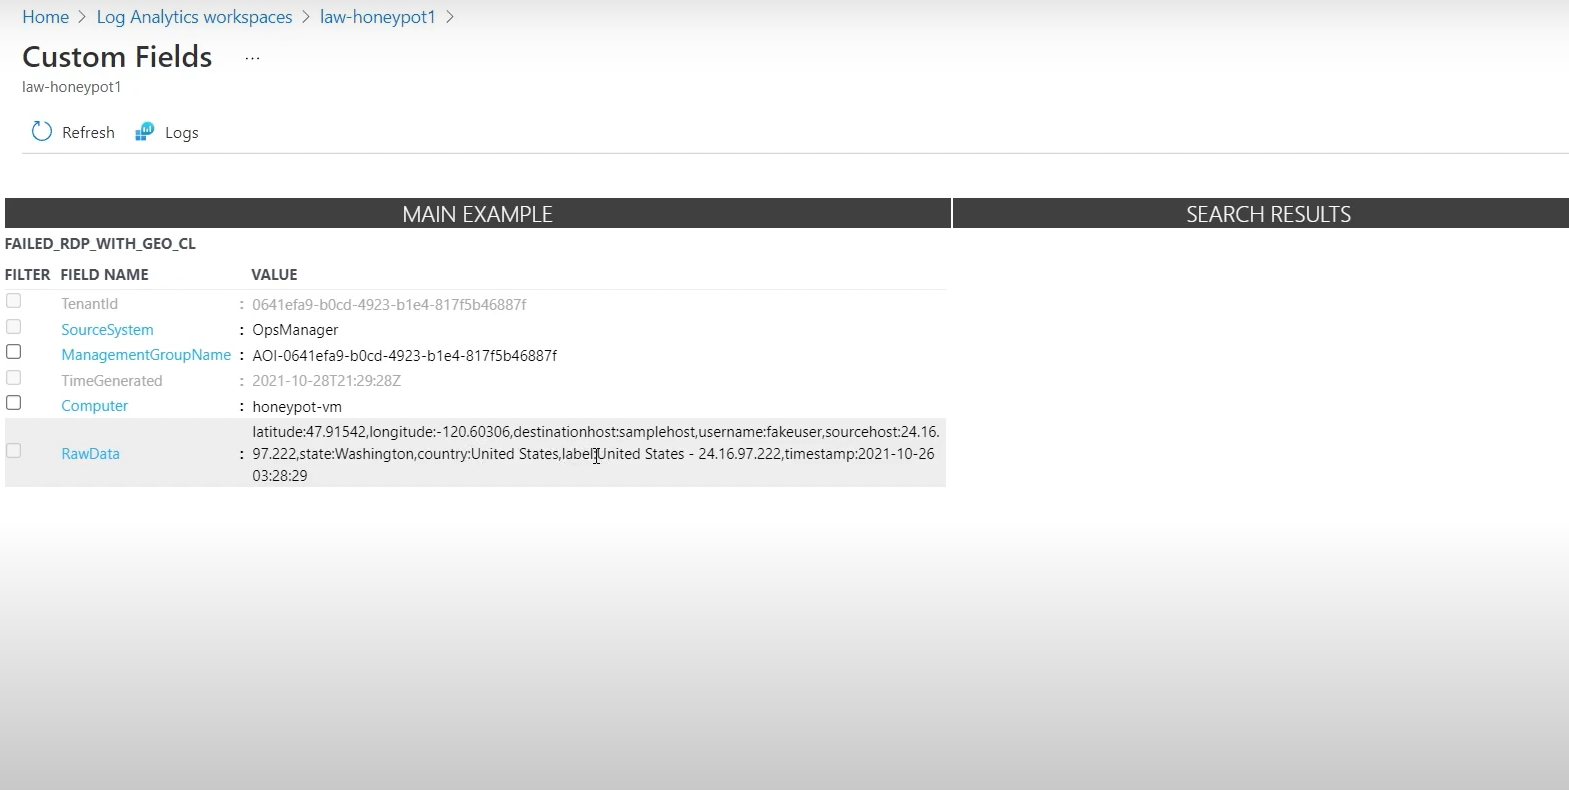 Home > Log Analytics workspaces > law-honeypot1 >
Custom Fields ...
law-honeypot1
Refresh Logs
MAIN EXAMPLE SEARCH RESULTS
FAILED_RDP_WITH_GEO_CL
FILTER FIELD NAME VALUE
TenantId : 0641efa9-b0cd-4923-b1e4-817f5b46887f
SourceSystem : OpsManager
ManagementGroupName : AOI-0641efa9-b0cd-4923-b1e4-817f5b46887f
TimeGenerated : 2021-10-28T21:29:28Z
Computer : honeypot-vm
latitude:47.91542,longitude:-120.60306,destinationhost:samplehost,username:fakeuser,sourcehost:24.16.
RawData : 97.222,state:Washington,country:United States,label:United States - 24.16.97.222,timestamp:2021-10-26
03:28:29